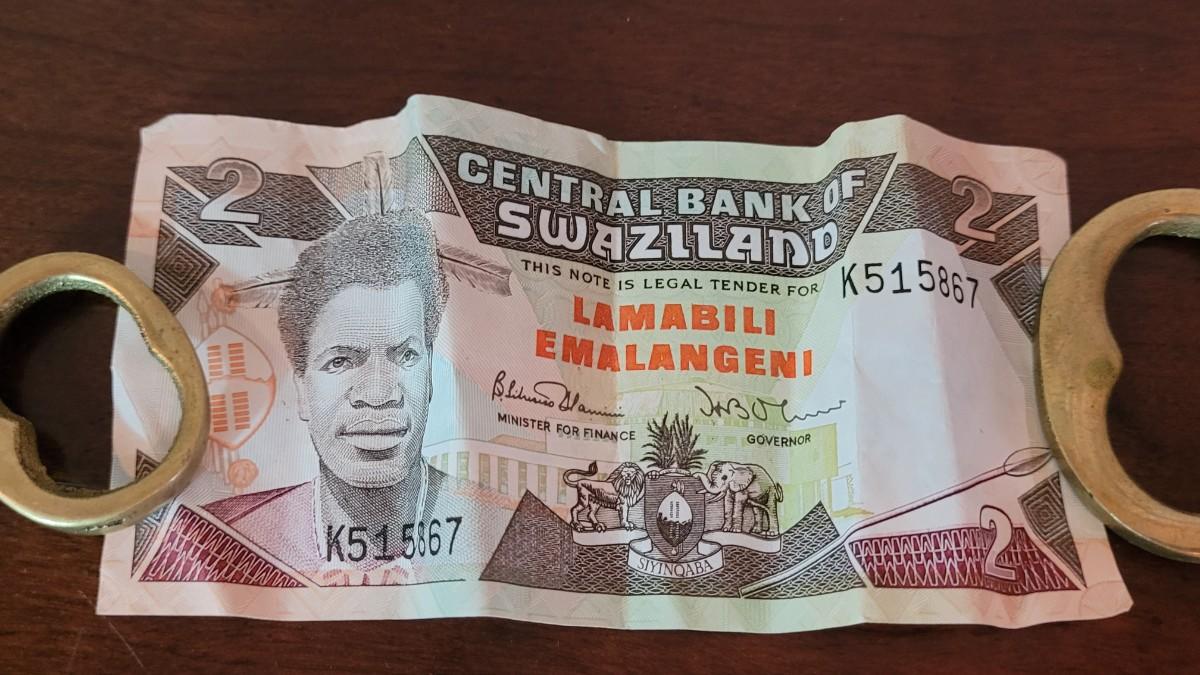 2
CENTRAL BANK OF
SWAZILAND
2
THIS NOTE IS LEGAL TENDER FOR
K515867
LAMABILI
EMALANGENI
MINISTER FOR FINANCE
GOVERNOR
K515867
SIYINQABA
2